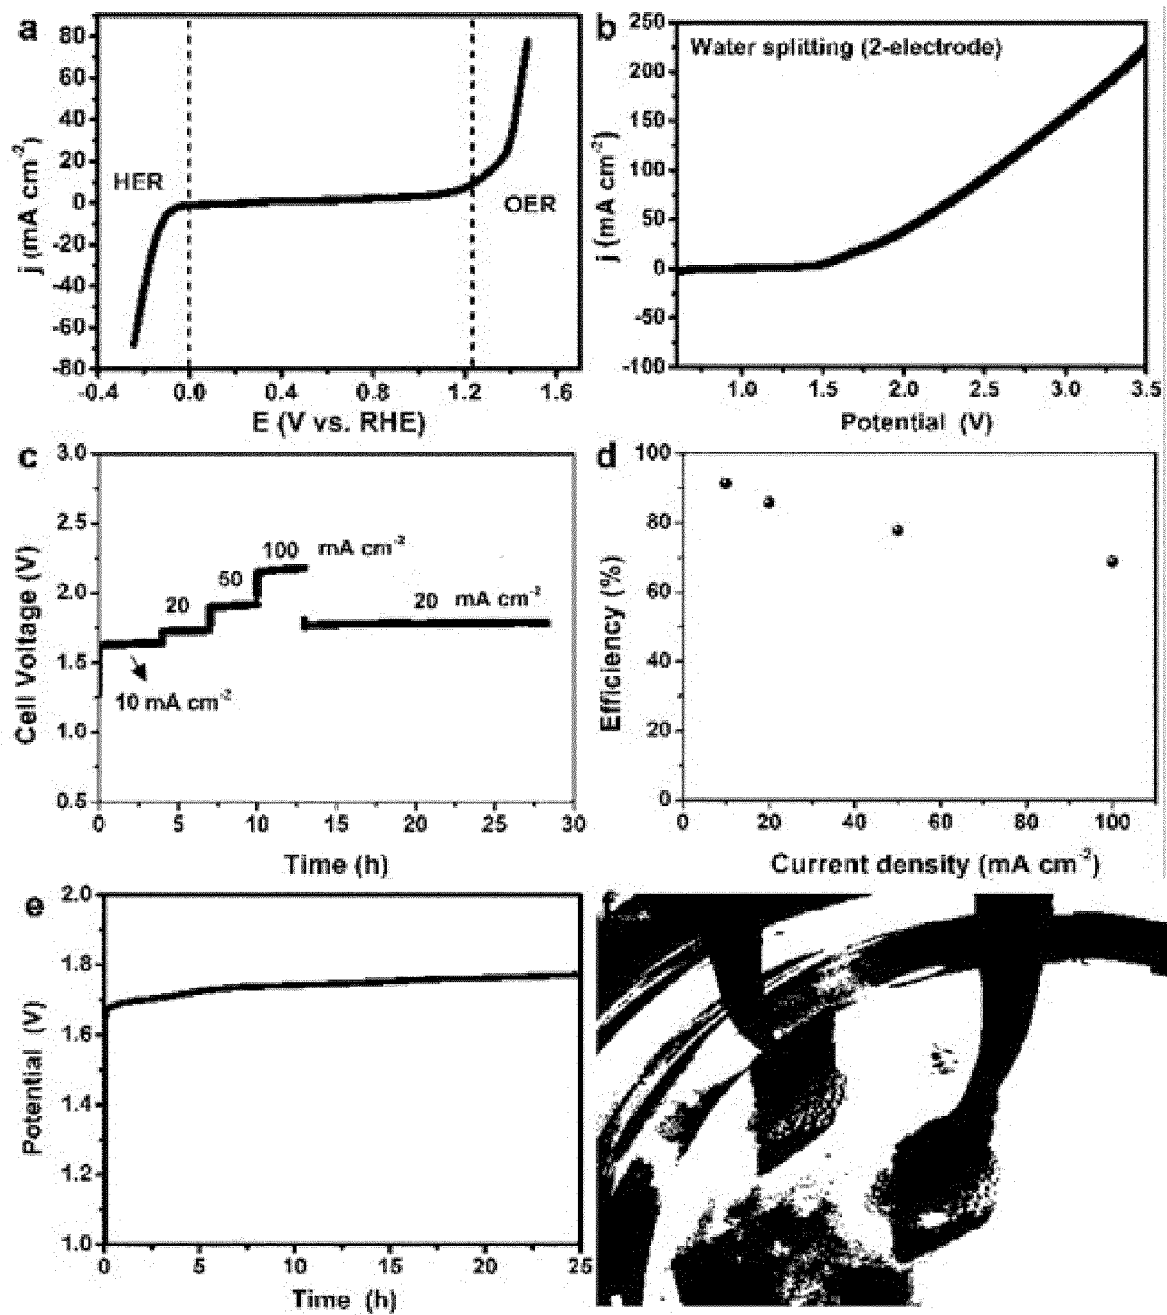 a
80
60
40
20
0
-20
-40
-60
-80
-0.4 0.0 0.4 0.8 1.2 1.6
j (mA cm-2)
E (V vs. RHE)
HER
OER
b
Water splitting (2-electrode)
250
200
150
100
50
0
-50
-100
1.0 1.5 2.0 2.5 3.0 3.5
j (mA cm-2)
Potential (V)
c
3.0
2.5
2.0
1.5
1.0
0.5
0 5 10 15 20 25 30
Cell Voltage (V)
Time (h)
10 mA cm-2
20
50
100 mA cm-2
20 mA cm-2
d
100
80
60
40
20
0
0 20 40 60 80 100
Efficiency (%)
Current density (mA cm-2)
e
2.0
1.8
1.6
1.4
1.2
1.0
0 5 10 15 20 25
Potential (V)
Time (h)
f